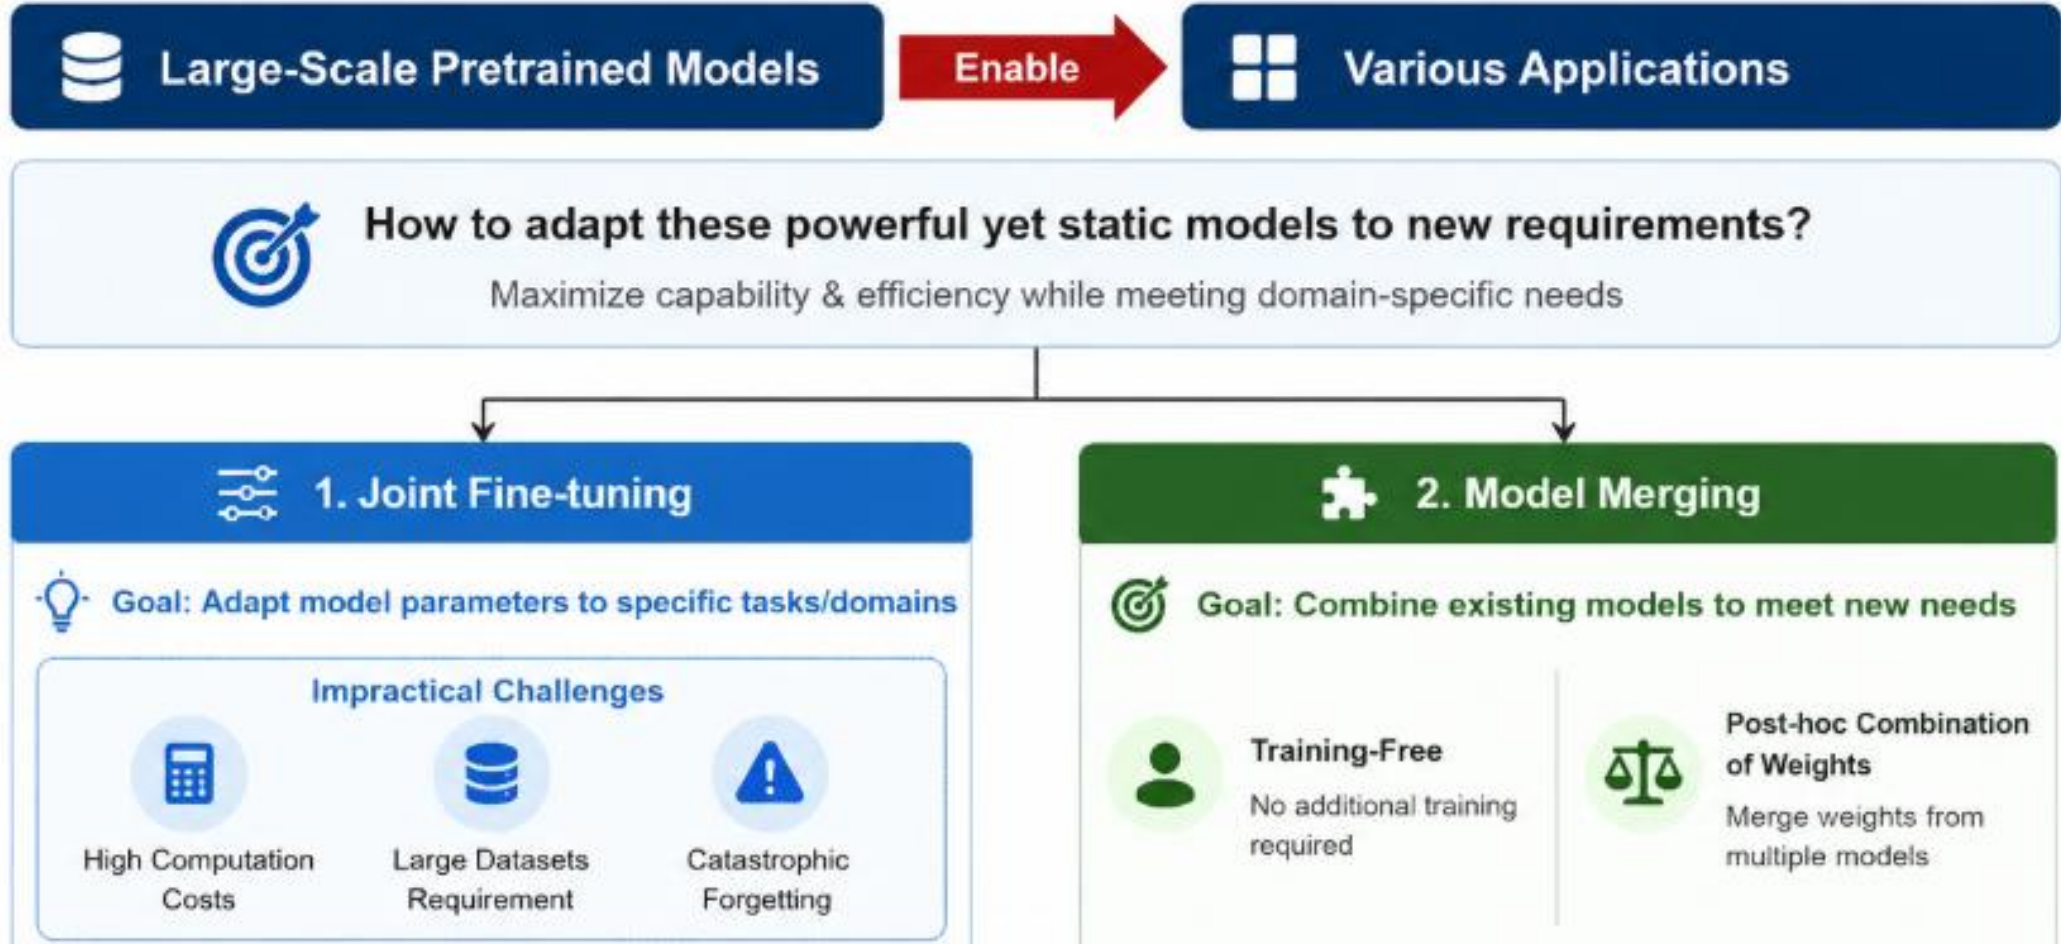 Large-Scale Pretrained Models
Enable
Various Applications
How to adapt these powerful yet static models to new requirements?
Maximize capability & efficiency while meeting domain-specific needs
1. Joint Fine-tuning
Goal: Adapt model parameters to specific tasks/domains
Impractical Challenges
High Computation
Costs
Large Datasets
Requirement
Catastrophic
Forgetting
2. Model Merging
Goal: Combine existing models to meet new needs
Training-Free
No additional training
required
Post-hoc Combination
of Weights
Merge weights from
multiple models